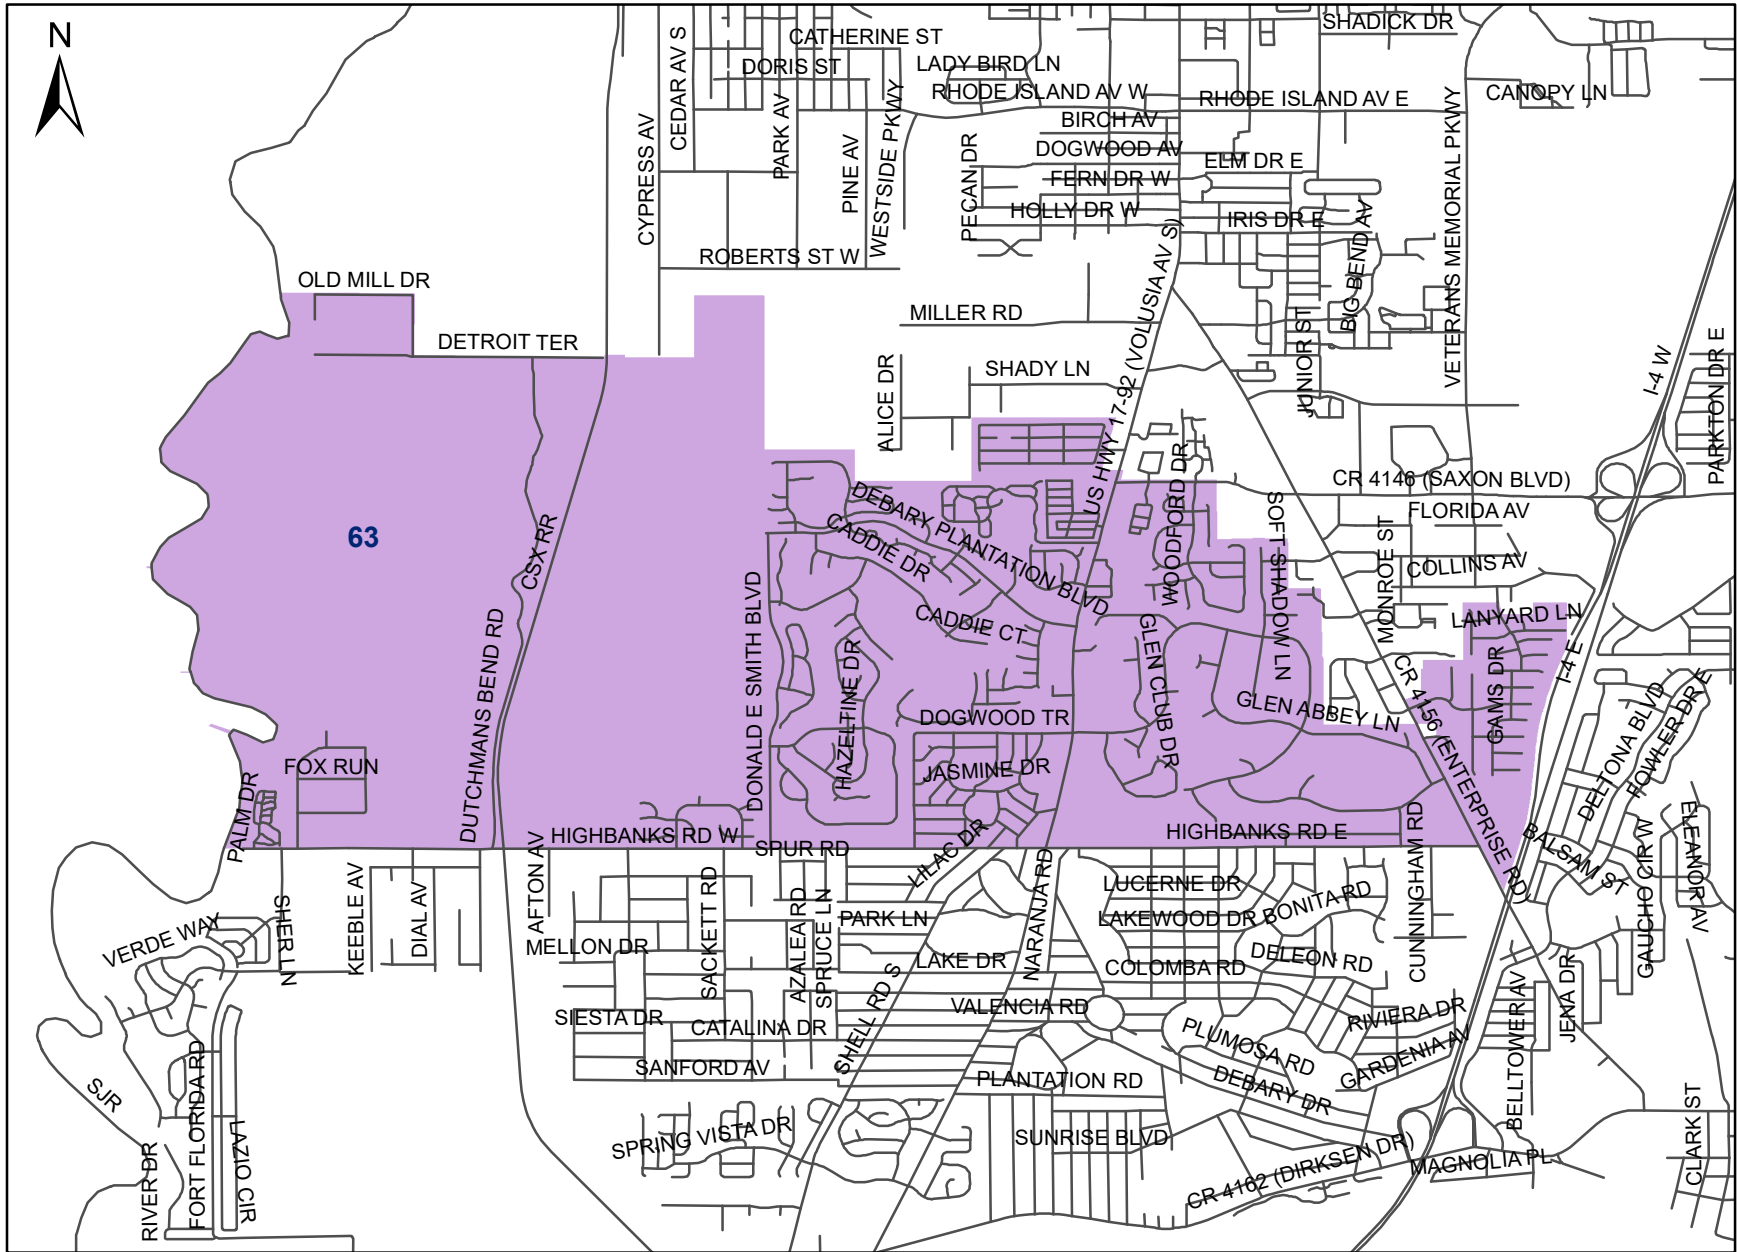 N
SHADICK DR
CATHERINE ST
CEDAR AV S
DORIS ST
LADY BIRD LN
RHODE ISLAND AV W
RHODE ISLAND AV E
CANOPY LN
CYPRESS AV
PARK AV
PINE AV
WESTSIDE PKWY
BIRCH AV
DOGWOOD AV
ELM DR E
PECAN DR
FERN DR W
HOLLY DR W
IRIS DR E
BIG BEND AV
VETERANS MEMORIAL PKWY
ROBERTS ST W
OLD MILL DR
MILLER RD
US HWY 17-92 (VOLUSIA AV S)
DETROIT TER
JUNIOR ST
SHADY LN
ALICE DR
I-4 W
PARKTON DR E
CR 4146 (SAXON BLVD)
FLORIDA AV
63
CSX RR
DEBARY PLANTATION BLVD
CADDIE DR
WOODFORD DR
SOFT SHADOW LN
MONROE ST
COLLINS AV
CADDIE CT
LANYARD LN
DUTCHMANS BEND RD
DONALD E SMITH BLVD
HAZELTINE DR
GLEN CLUB DR
GLEN ABBEY LN
CR 4156 (ENTERPRISE RD)
GAMS DR
I-4 E
DELTONA BLVD
FOWLER DR E
DOGWOOD TR
FOX RUN
JASMINE DR
PALM DR
HIGHBANKS RD W
SPUR RD
LILAC DR
HIGHBANKS RD E
CUNNINGHAM RD
BALSAM ST
ELEANOR AV
GAUCHO CIR W
AFTON AV
NARANJA RD
LUCERNE DR
SHER LN
KEEBLE AV
DIAL AV
SACKETT RD
AZALEA RD
SPRUCE LN
PARK LN
LAKEWOOD DR
BONITA RD
VERDE WAY
MELLON DR
LAKE DR
COLOMBA RD
DELEON RD
SIESTA DR
CATALINA DR
SHELL RD S
VALENCIA RD
PLUMOSA RD
RIVIERA DR
GARDENIA AV
BELLTOWER AV
JENA DR
SANFORD AV
PLANTATION RD
DEBARY DR
SJR
FORT FLORIDA RD
LAZIO CIR
RIVER DR
SPRING VISTA DR
SUNRISE BLVD
CR 4162 (DIRKSEN DR)
MAGNOLIA PL
CLARK ST